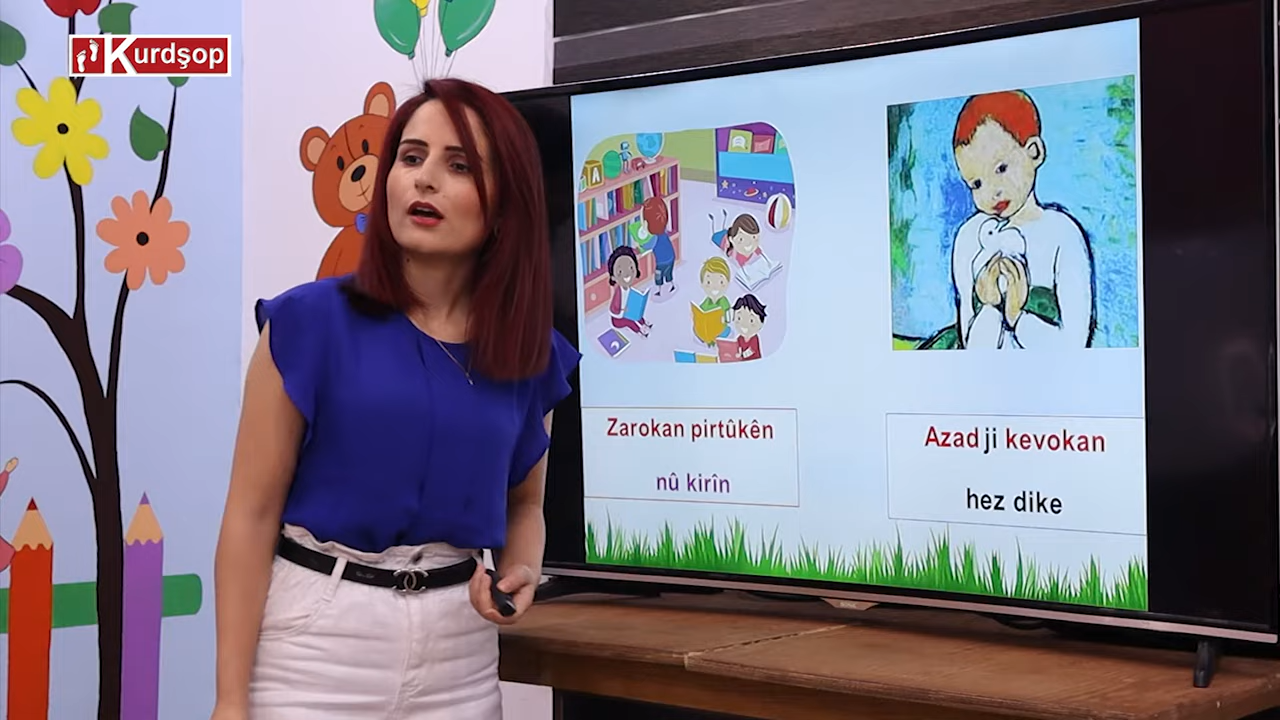 Kurdşop
Zarokan pirtûkên
nû kirîn
Azad ji kevokan
hez dike